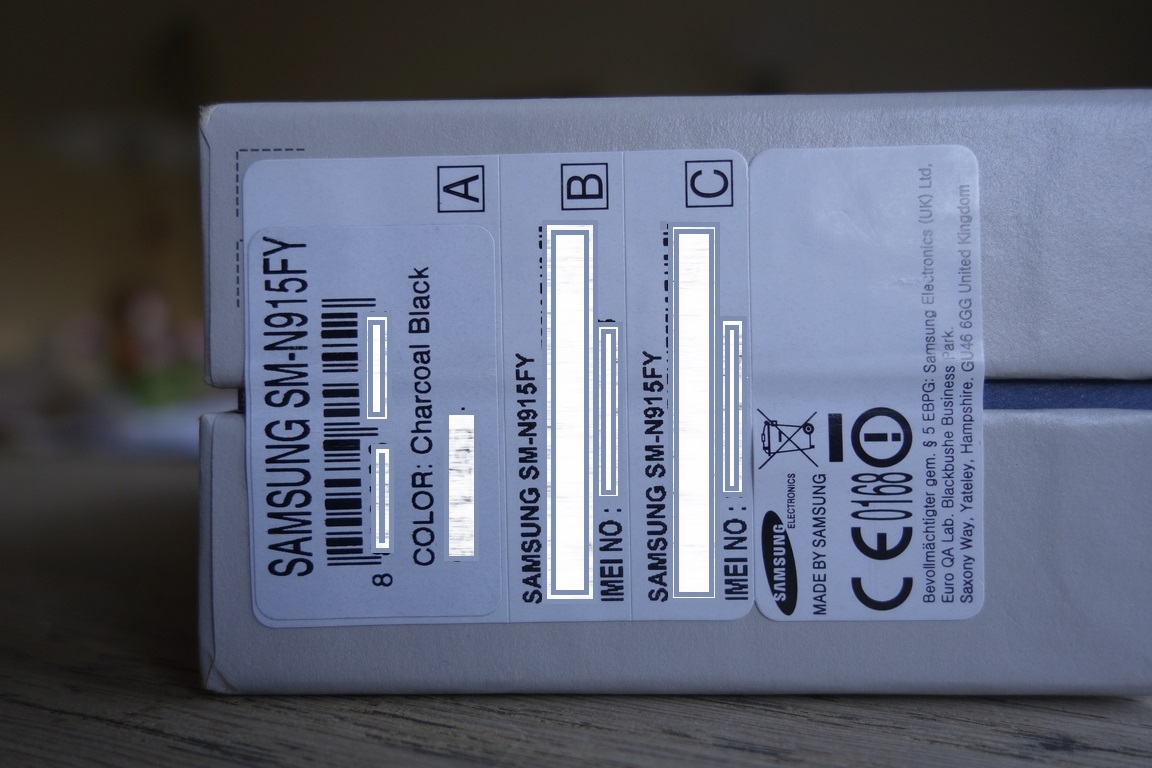 SAMSUNG SM-N915FY
8
COLOR: Charcoal Black
A
SAMSUNG SM-N915FY
IMEI NO :
B
SAMSUNG SM-N915FY
IMEI NO :
C
SAMSUNG
ELECTRONICS
MADE BY SAMSUNG
CE0168
Bevollmächtigter gem. § 5 EBPG: Samsung Electronics (UK) Ltd,
Euro QA Lab. Blackbushe Business Park.
Saxony Way, Yateley, Hampshire. GU46 6GG United Kingdom